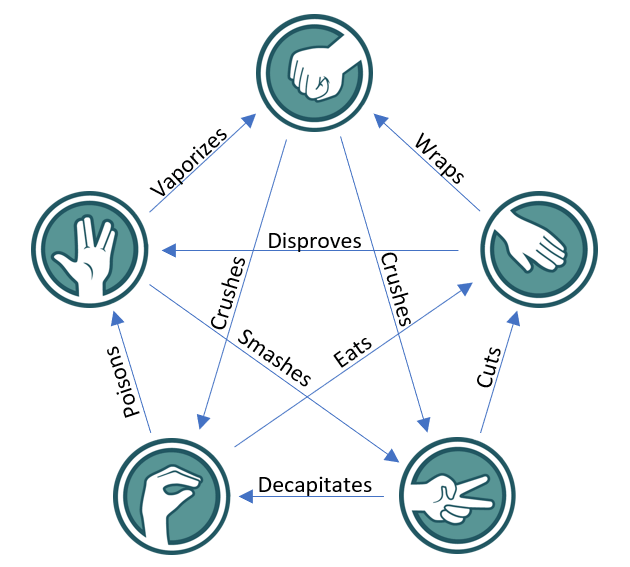 Vaporizes
Wraps
Disproves
Crushes
Crushes
Smashes
Eats
Poisons
Cuts
Decapitates